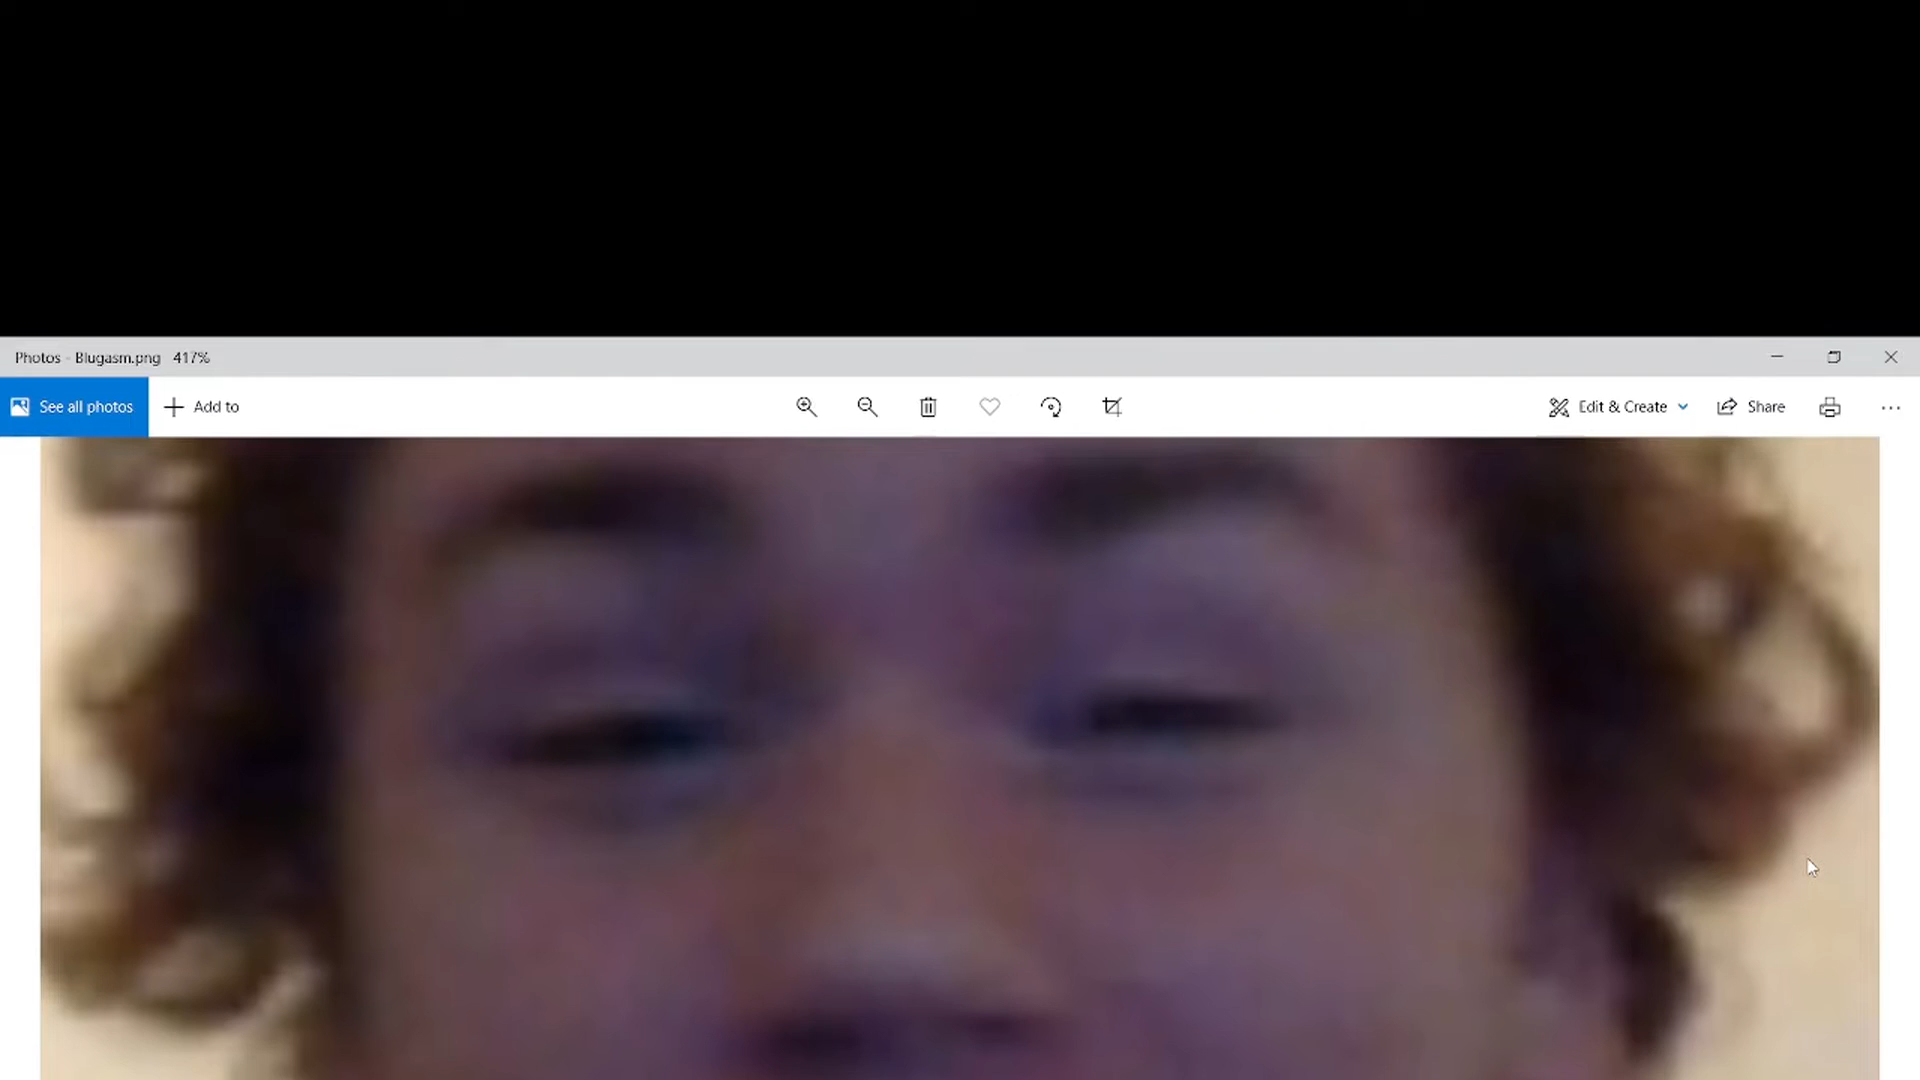 Photos - Blugasm.png 417%
See all photos
Add to
Edit & Create
Share